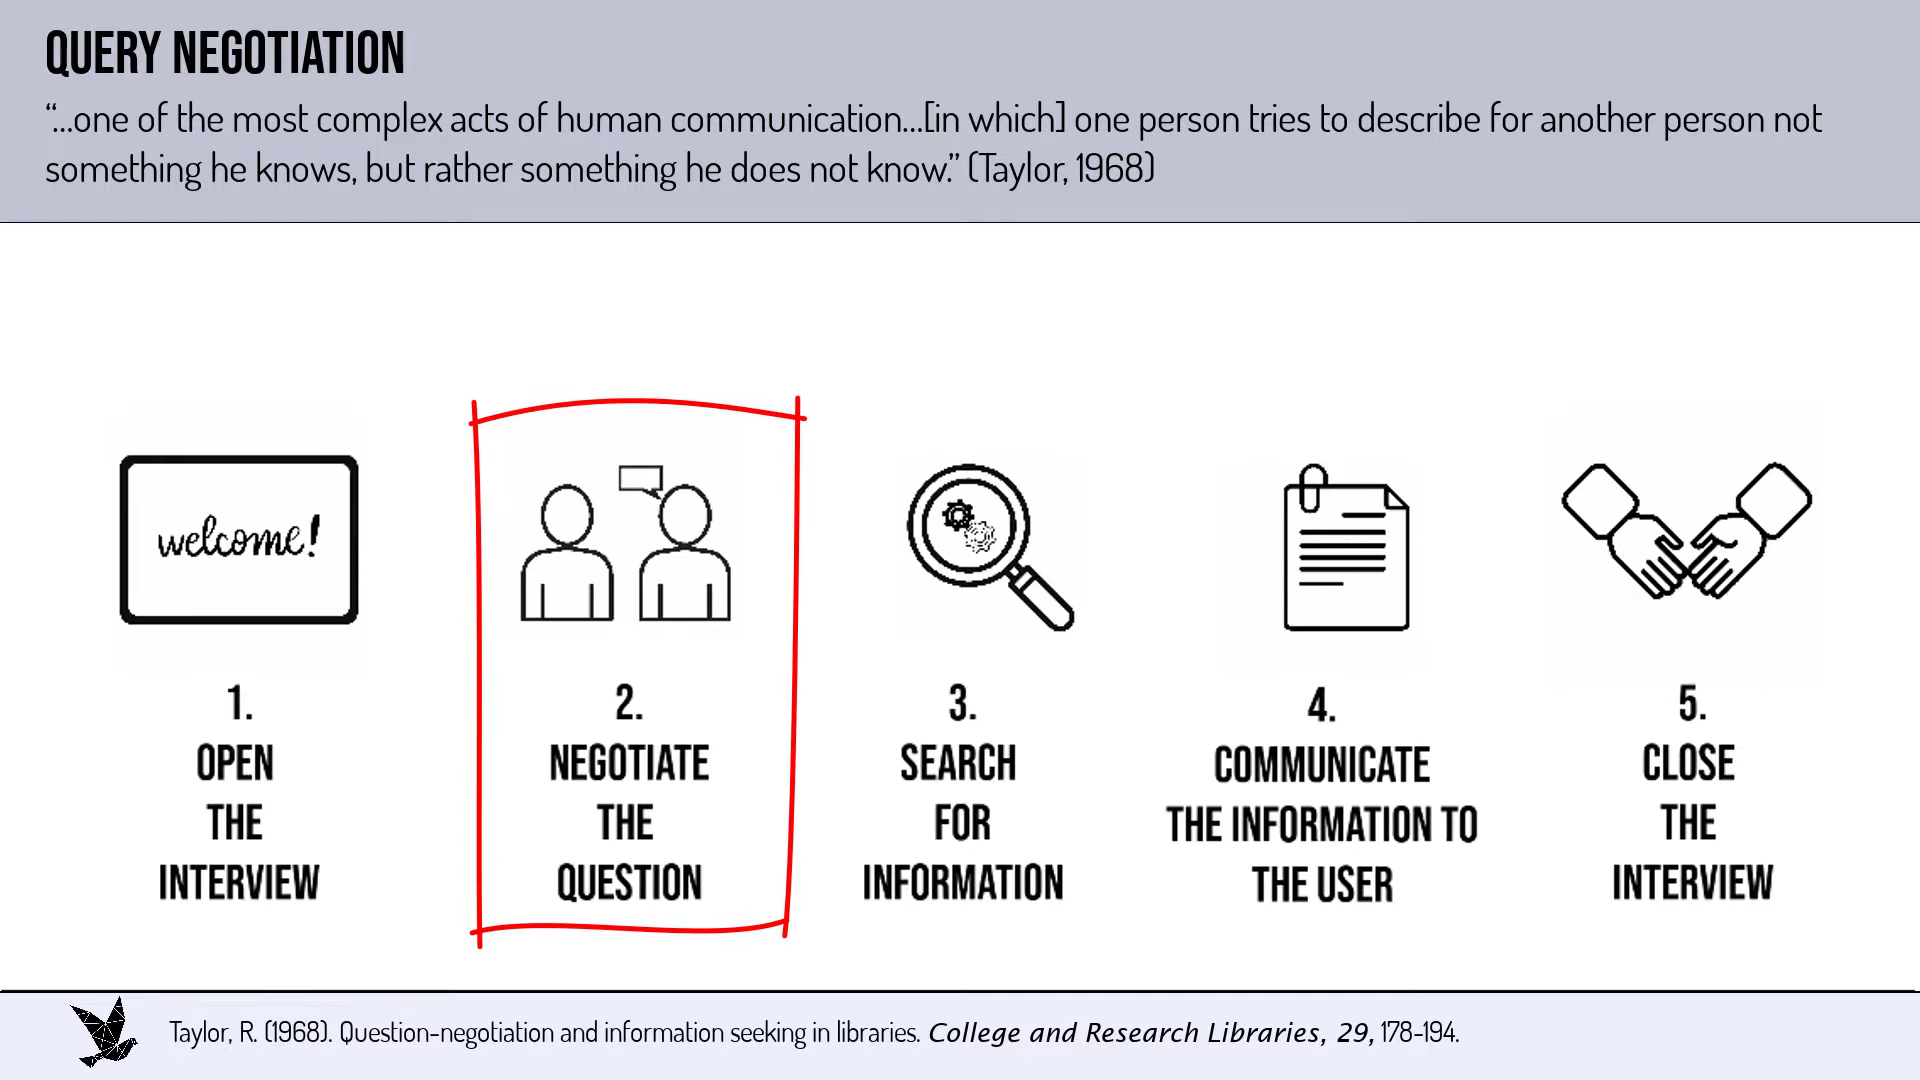 QUERY NEGOTIATION
“...one of the most complex acts of human communication...[in which] one person tries to describe for another person not
something he knows, but rather something he does not know.” (Taylor, 1968)
welcome!
1.
OPEN
THE
INTERVIEW
2.
NEGOTIATE
THE
QUESTION
3.
SEARCH
FOR
INFORMATION
4.
COMMUNICATE
THE INFORMATION TO
THE USER
5.
CLOSE
THE
INTERVIEW
Taylor, R. (1968). Question-negotiation and information seeking in libraries. College and Research Libraries, 29, 178-194.